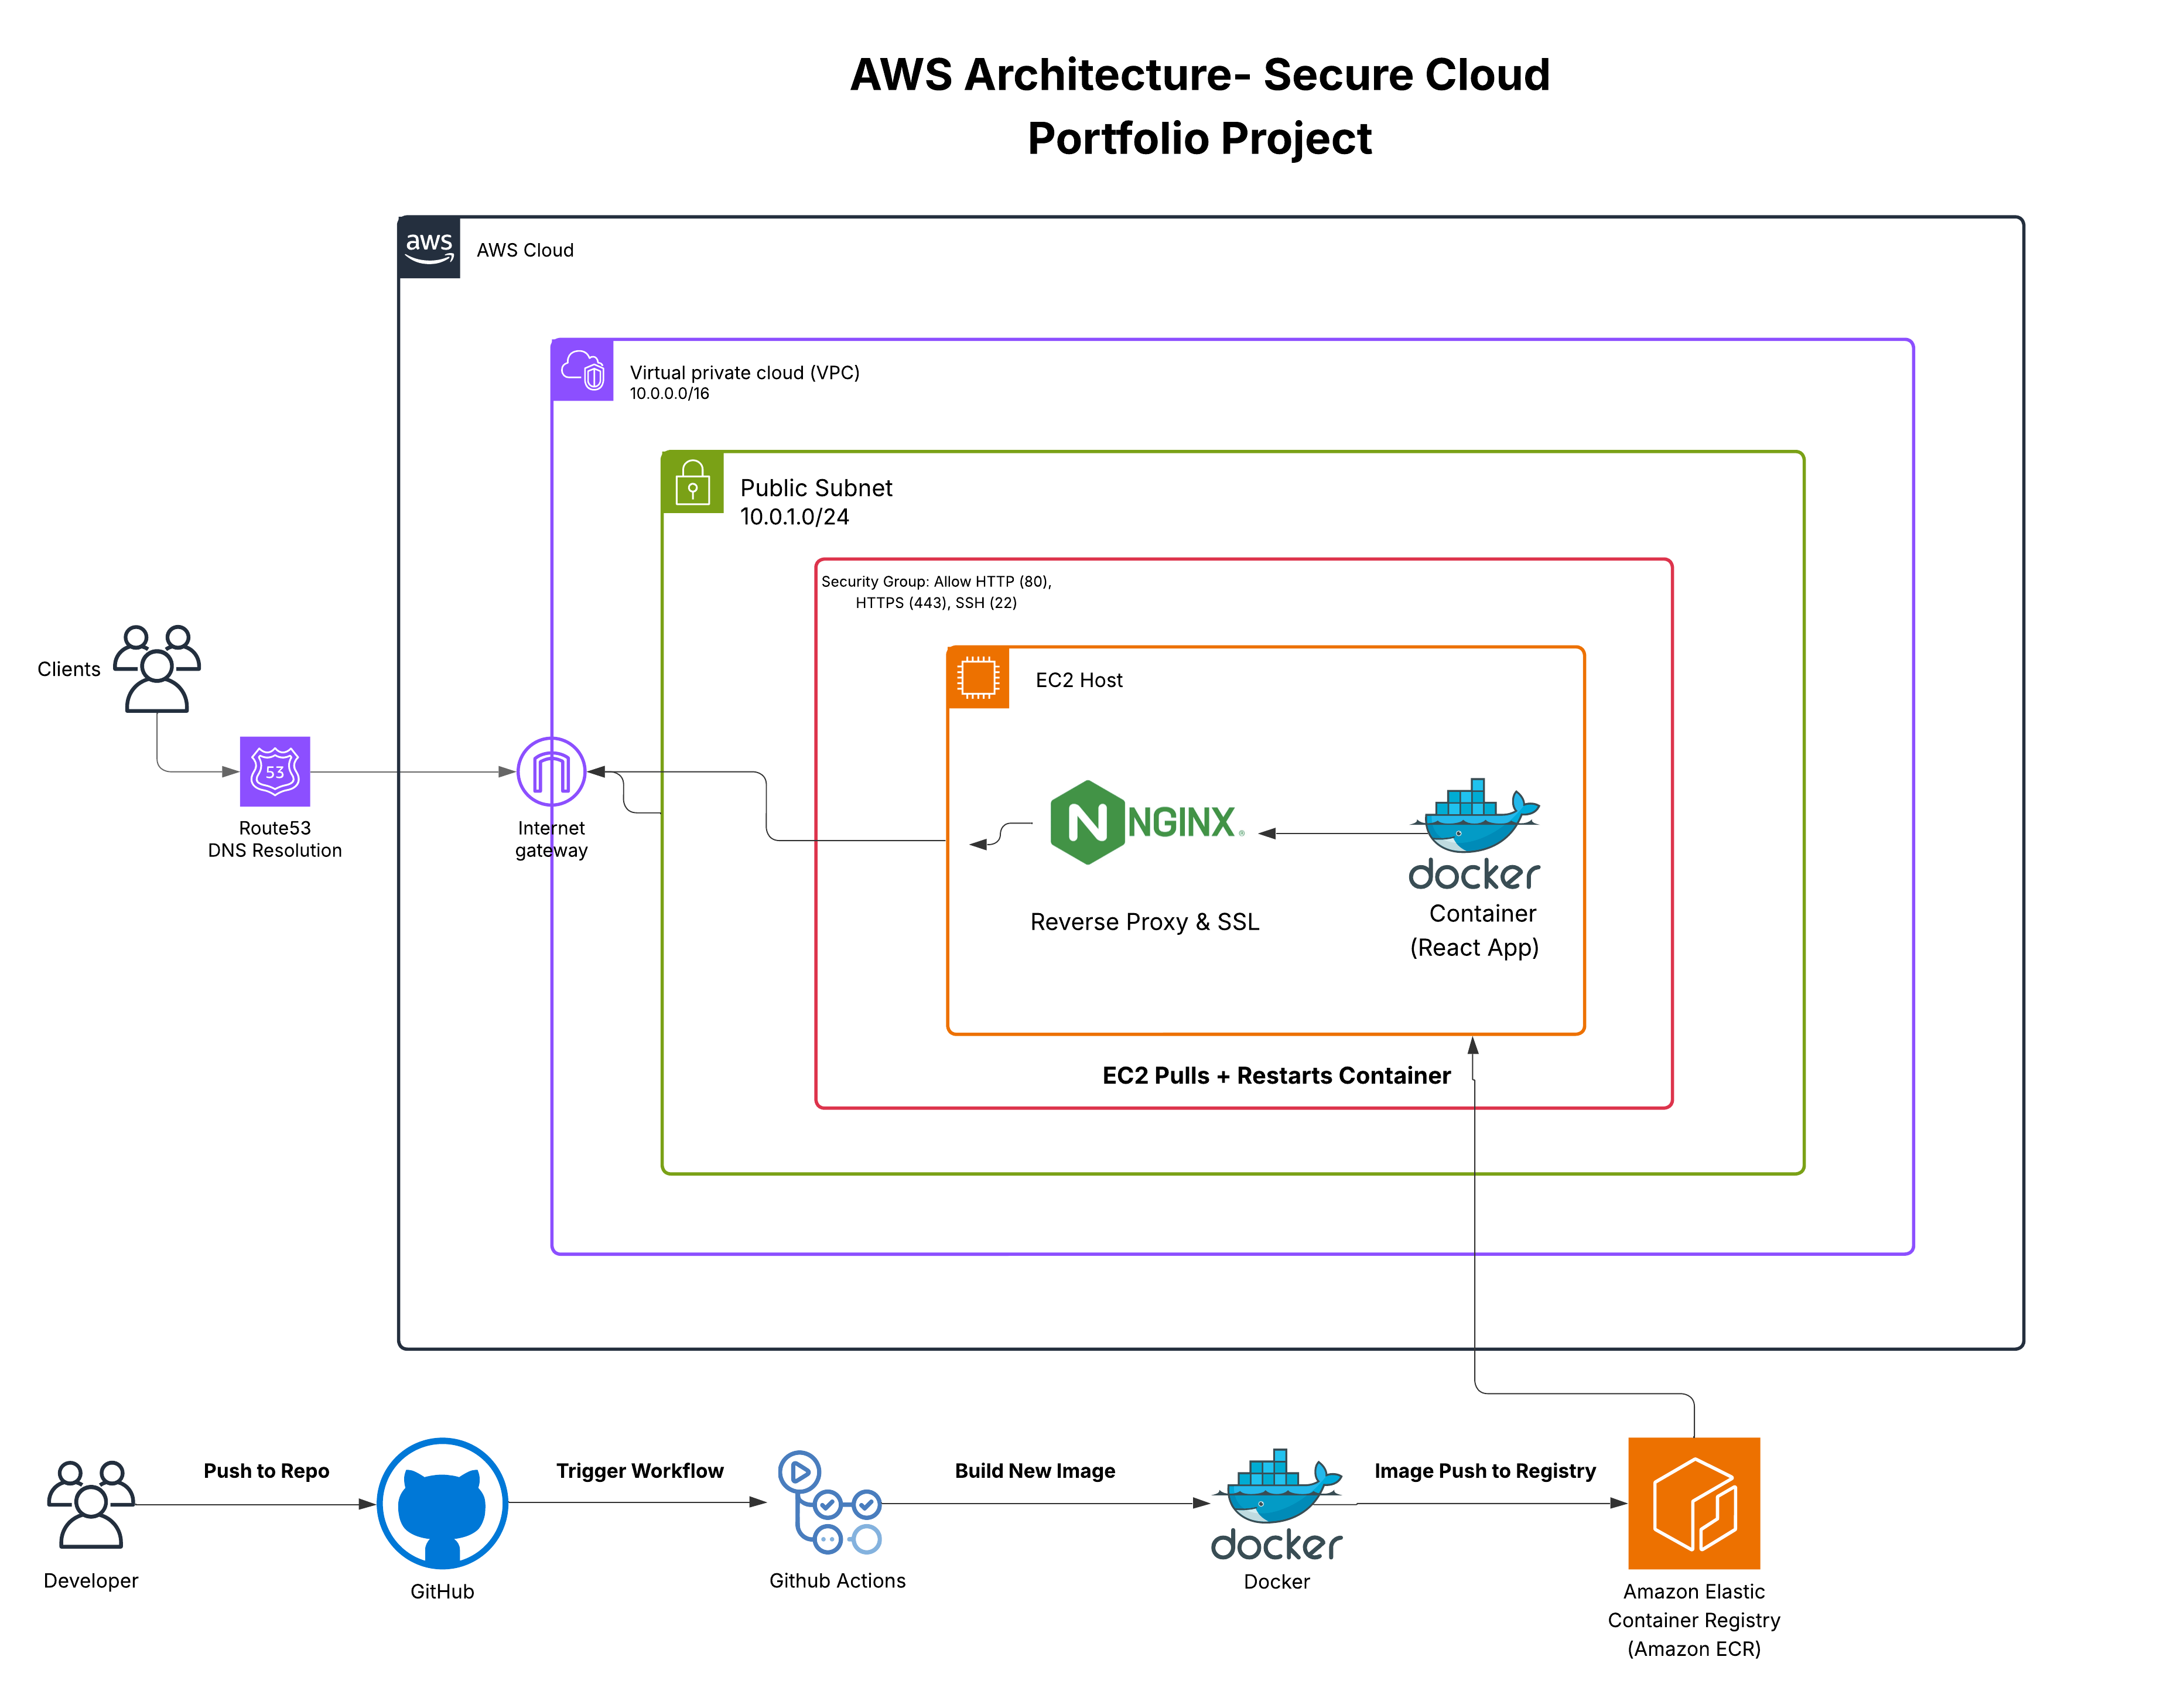 AWS Architecture- Secure Cloud
Portfolio Project
aws
AWS Cloud
Virtual private cloud (VPC)
10.0.0.0/16
Public Subnet
10.0.1.0/24
Security Group: Allow HTTP (80),
HTTPS (443), SSH (22)
EC2 Host
Clients
53
Route53
DNS Resolution
Internet
gateway
N NGINX®
Reverse Proxy & SSL
docker
Container
(React App)
EC2 Pulls + Restarts Container
Push to Repo
Trigger Workflow
Build New Image
Image Push to Registry
Developer
GitHub
Github Actions
docker
Docker
Amazon Elastic
Container Registry
(Amazon ECR)